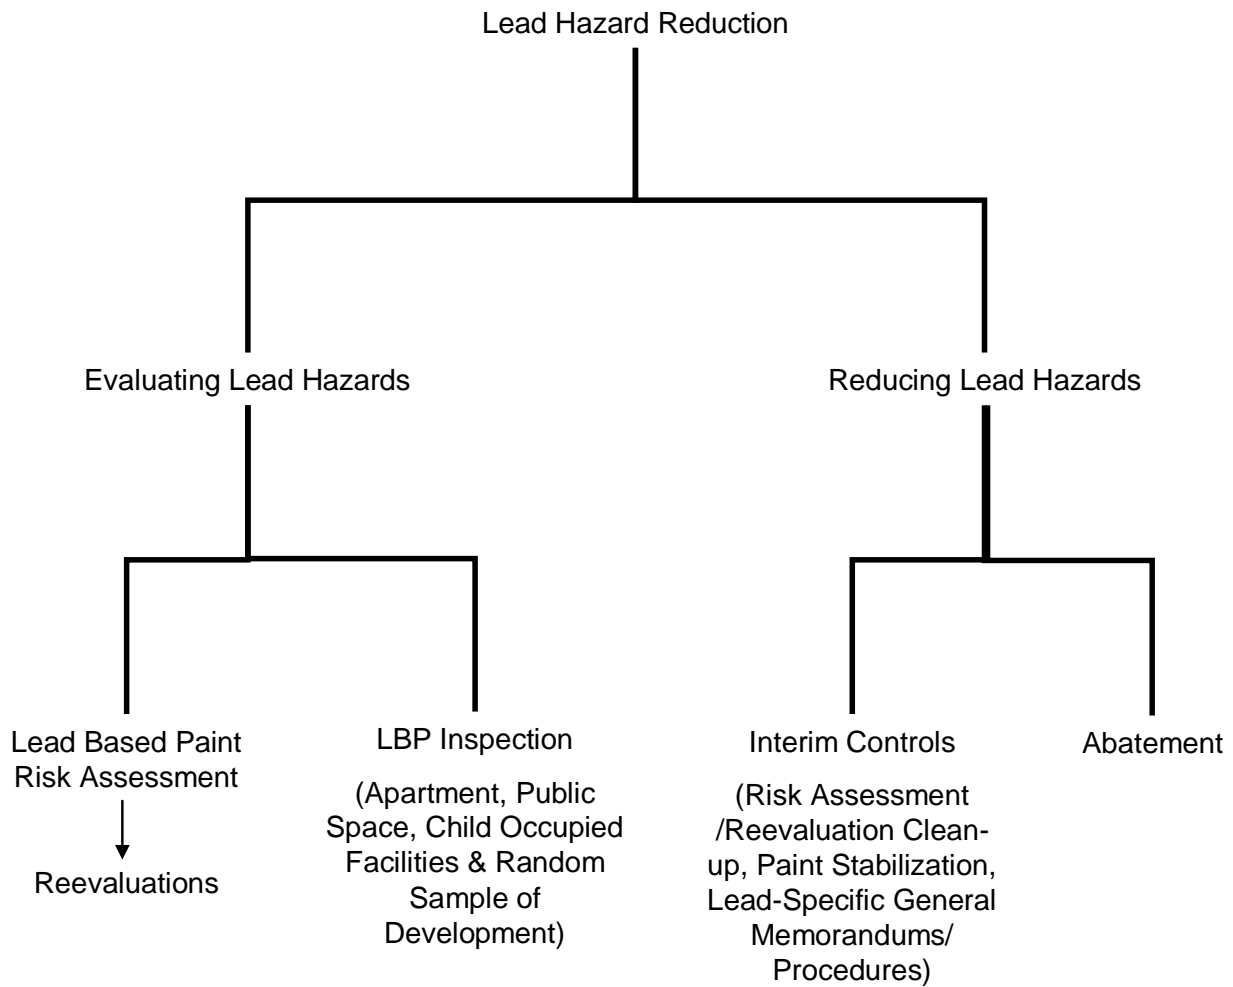 Lead Hazard Reduction
Evaluating Lead Hazards
Reducing Lead Hazards
Lead Based Paint
Risk Assessment
Reevaluations
LBP Inspection
(Apartment, Public
Space, Child Occupied
Facilities & Random
Sample of
Development)
Interim Controls
(Risk Assessment
/Reevaluation Clean-
up, Paint Stabilization,
Lead-Specific General
Memorandums/
Procedures)
Abatement